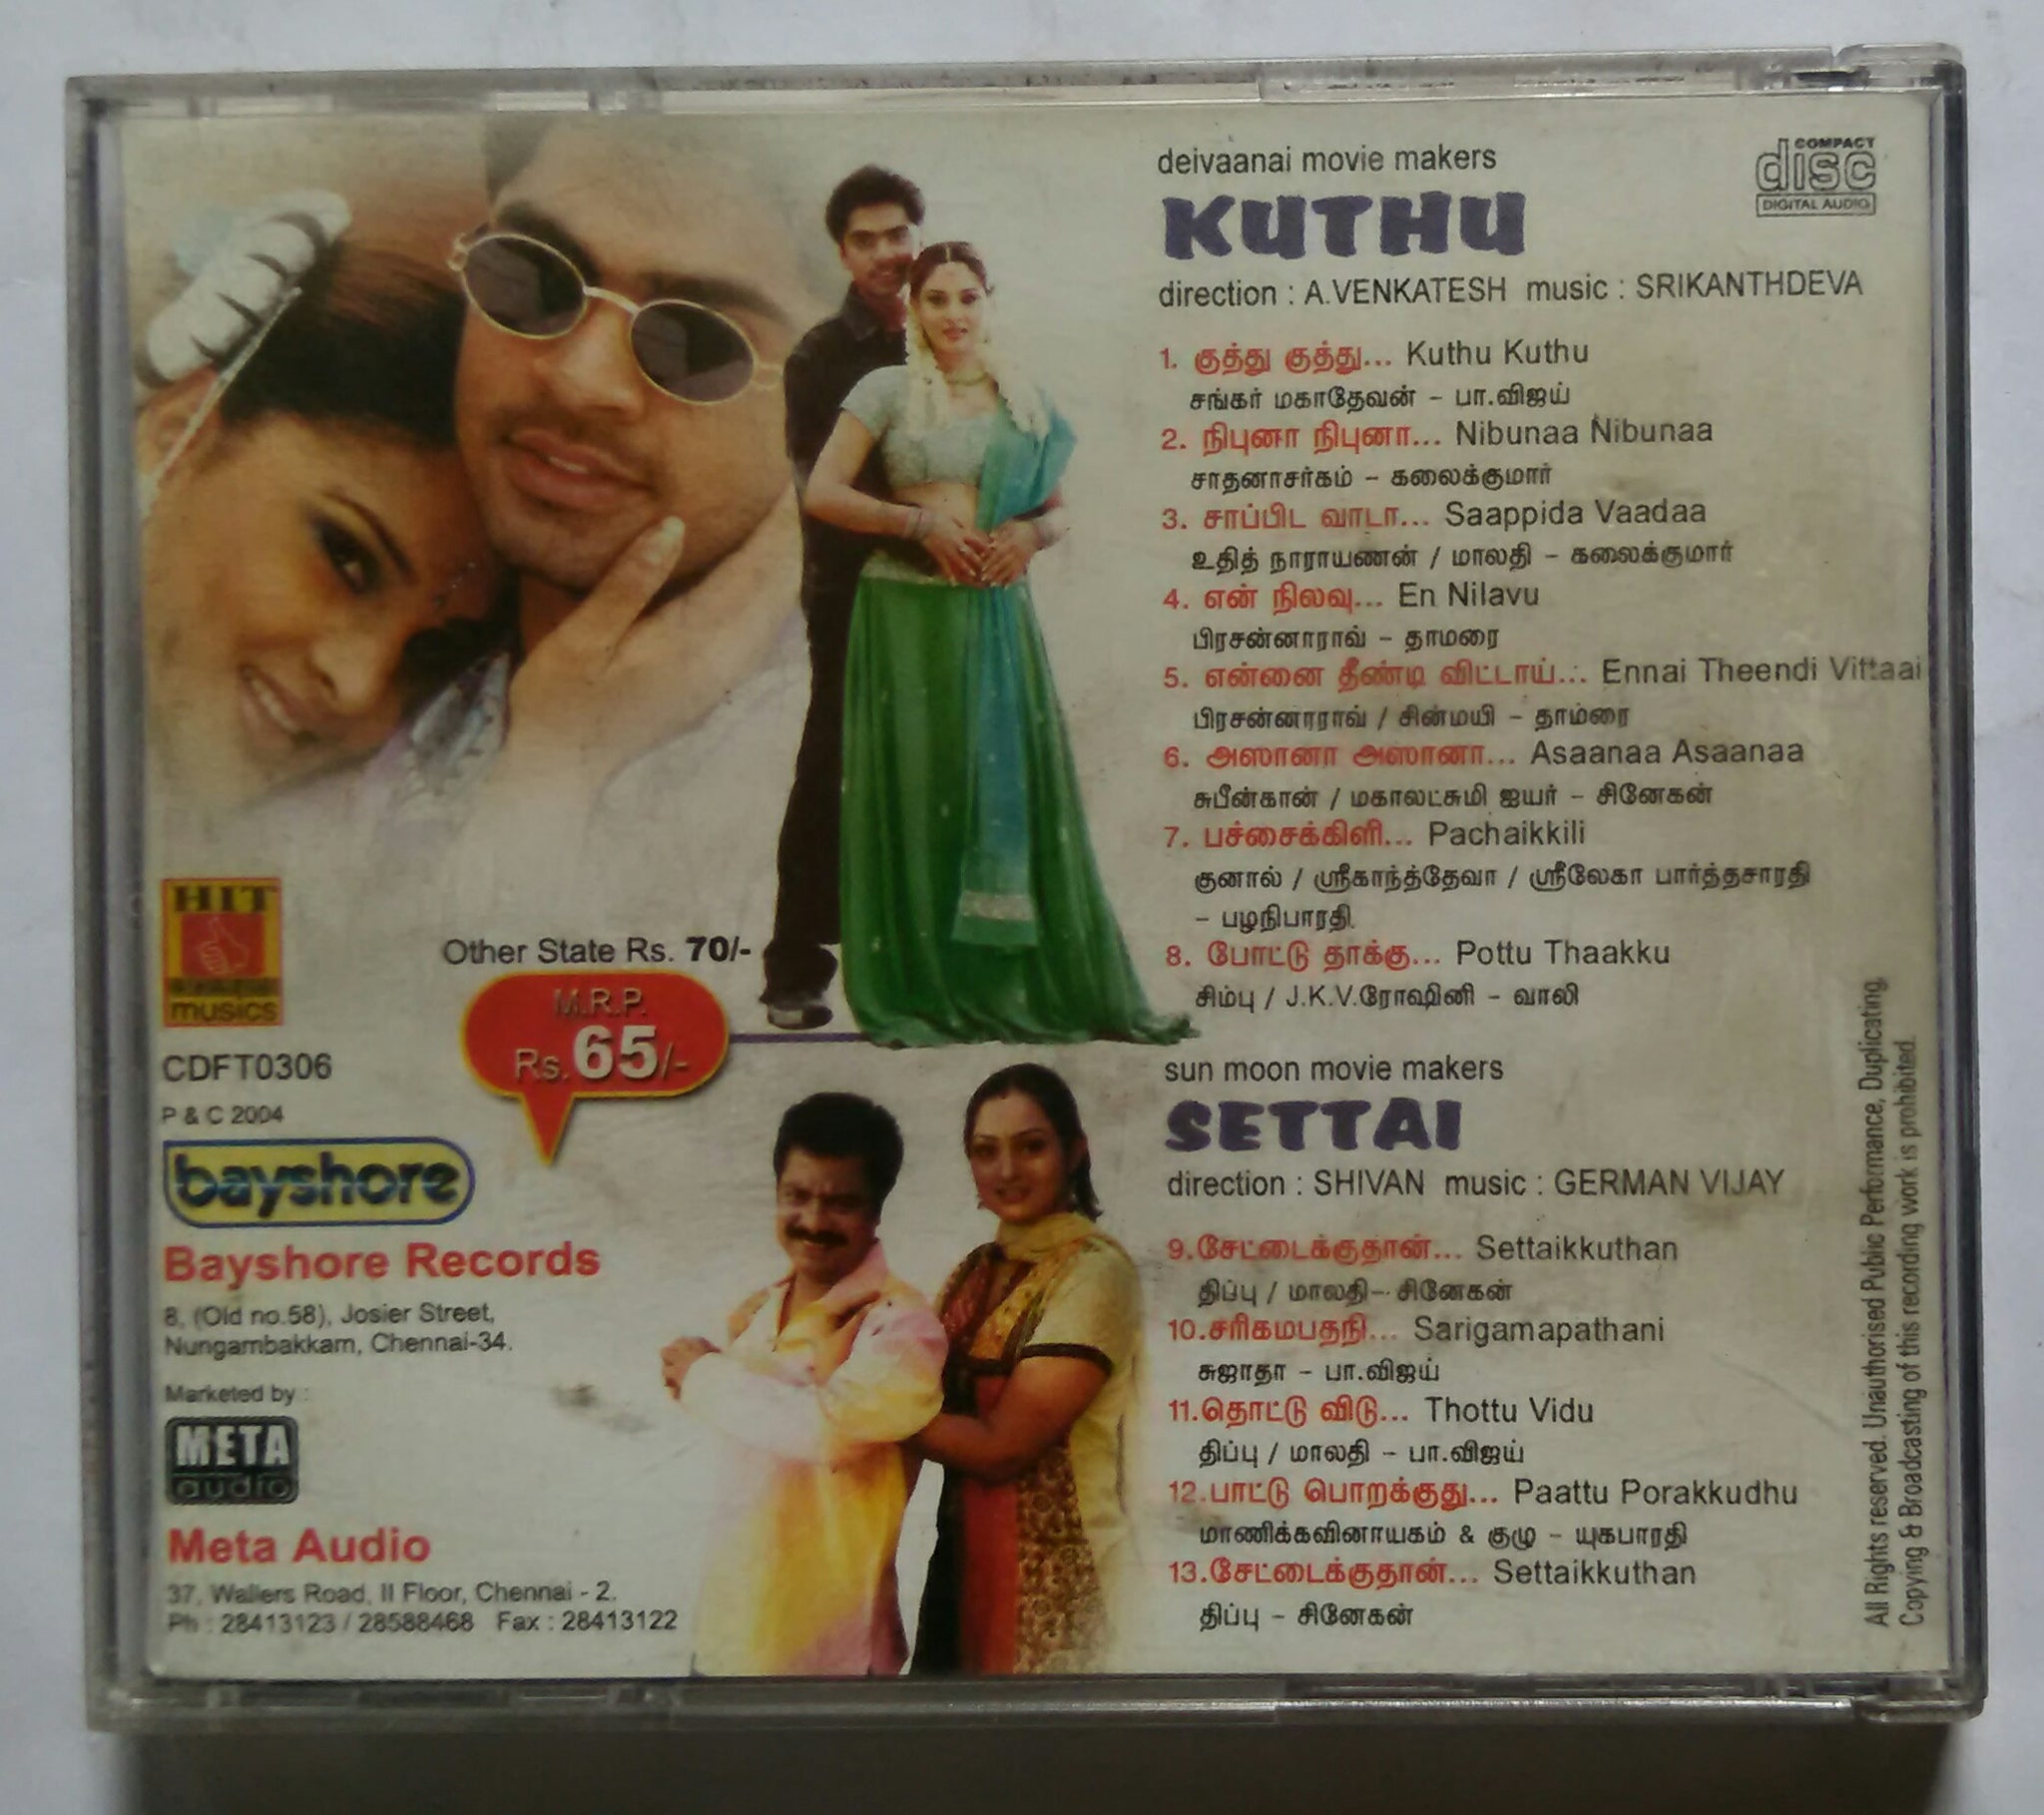 deivaanai movie makers
COMPACT
disc
DIGITAL AUDIO
KUTHU
direction : A.VENKATESH music : SRIKANTHDEVA
1. குத்து குத்து... Kuthu Kuthu
சங்கர் மகாதேவன் – பா.விஜய்
2. நிபுனா நிபுனா... Nibunaa Nibunaa
சாதனாசர்கம் – கலைக்குமார்
3. சாப்பிட வாடா... Saappida Vaadaa
உதித் நாராயணன் / மாலதி – கலைக்குமார்
4. என் நிலவு... En Nilavu
பிரசன்னாராவ் – தாமரை
5. என்னை தீண்டி விட்டாய்... Ennai Theendi Vittaai
பிரசன்னாராவ் / சின்மயி – தாம்ரை
6. அஸானா அஸானா... Asaanaa Asaanaa
சுபீன்கான் / மகாலட்சுமி ஐயர் – சினேகன்
7. பச்சைக்கிளி... Pachaikkili
குனால் / ஸ்ரீகாந்த்தேவா / ஸ்ரீலேகா பார்த்தசாரதி
– பழநிபாரதி
8. போட்டு தாக்கு... Pottu Thaakku
சிம்பு / J.K.V.ரோஷினி – வாலி
sun moon movie makers
SETTAI
direction : SHIVAN music : GERMAN VIJAY
9.சேட்டைக்குதான்... Settaikkuthan
திப்பு / மாலதி– சினேகன்
10.சரிகமபதநி... Sarigamapathani
சுஜாதா – பா.விஜய்
11.தொட்டு விடு... Thottu Vidu
திப்பு / மாலதி – பா.விஜய்
12.பாட்டு பொறக்குது... Paattu Porakkudhu
மாணிக்கவினாயகம் & குழு – யுகபாரதி
13.சேட்டைக்குதான்... Settaikkuthan
திப்பு – சினேகன்
HIT
musics
Other State Rs. 70/-
M.R.P.
Rs. 65/-
CDFT0306
P & C 2004
bayshore
Bayshore Records
8, (Old no.58), Josier Street,
Nungambakkam, Chennai-34.
Marketed by :
META
audio
Meta Audio
37, Wallers Road, II Floor, Chennai - 2.
Ph : 28413123 / 28588468 Fax : 28413122
All Rights reserved. Unauthorised Public Performance, Duplicating,
Copying & Broadcasting of this recording work is prohibited.